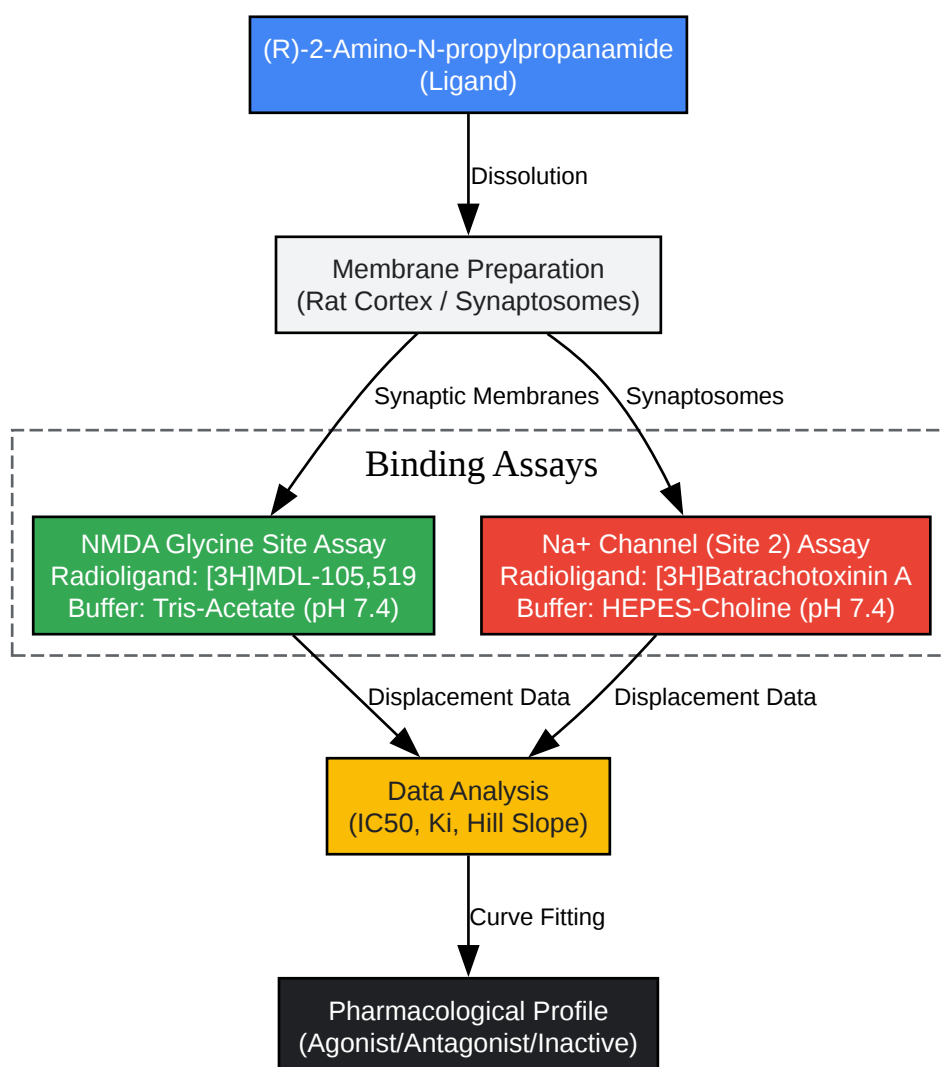 (R)-2-Amino-N-propylpropanamide
(Ligand)
Dissolution
Membrane Preparation
(Rat Cortex / Synaptosomes)
Synaptic Membranes
Synaptosomes
Binding Assays
NMDA Glycine Site Assay
Radioligand: [3H]MDL-105,519
Buffer: Tris-Acetate (pH 7.4)
Na+ Channel (Site 2) Assay
Radioligand: [3H]Batrachotoxinin A
Buffer: HEPES-Choline (pH 7.4)
Displacement Data
Displacement Data
Data Analysis
(IC50, Ki, Hill Slope)
Curve Fitting
Pharmacological Profile
(Agonist/Antagonist/Inactive)